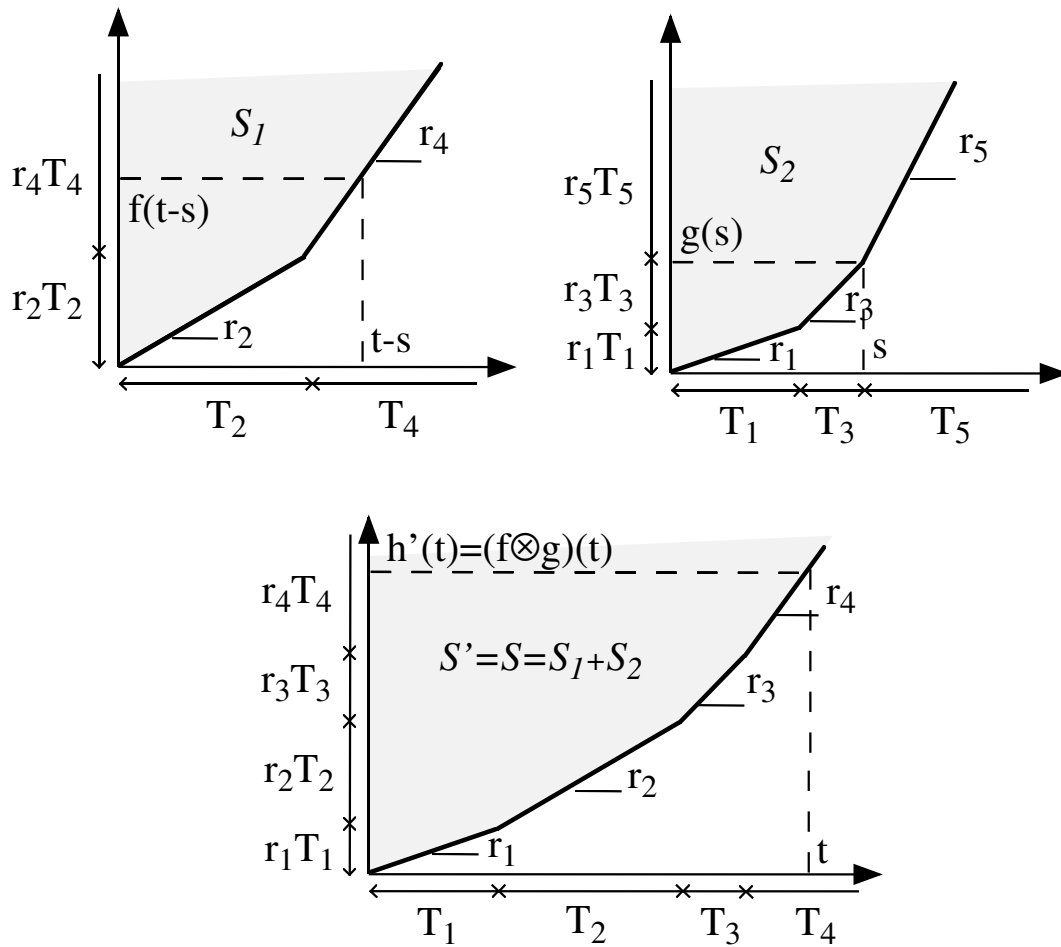 S₁
r₄
r₄T₄
f(t-s)
r₂T₂
r₂
t-s
T₂
T₄
S₂
r₅
r₅T₅
g(s)
r₃T₃
r₃
r₁T₁
r₁
s
T₁
T₃
T₅
h’(t)=(f⊗g)(t)
r₄T₄
r₄
S’=S=S₁+S₂
r₃T₃
r₃
r₂T₂
r₂
r₁T₁
r₁
t
T₁
T₂
T₃
T₄